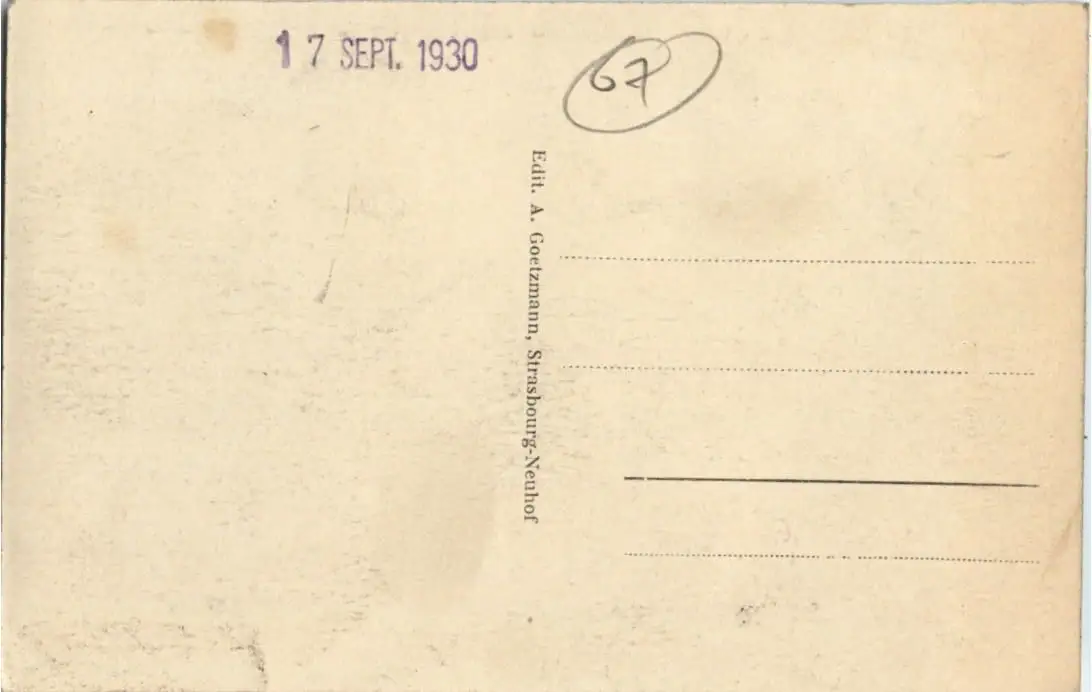 17 SEPT. 1930
67
Edit. A. Goetzmann, Strasbourg-Neuhof